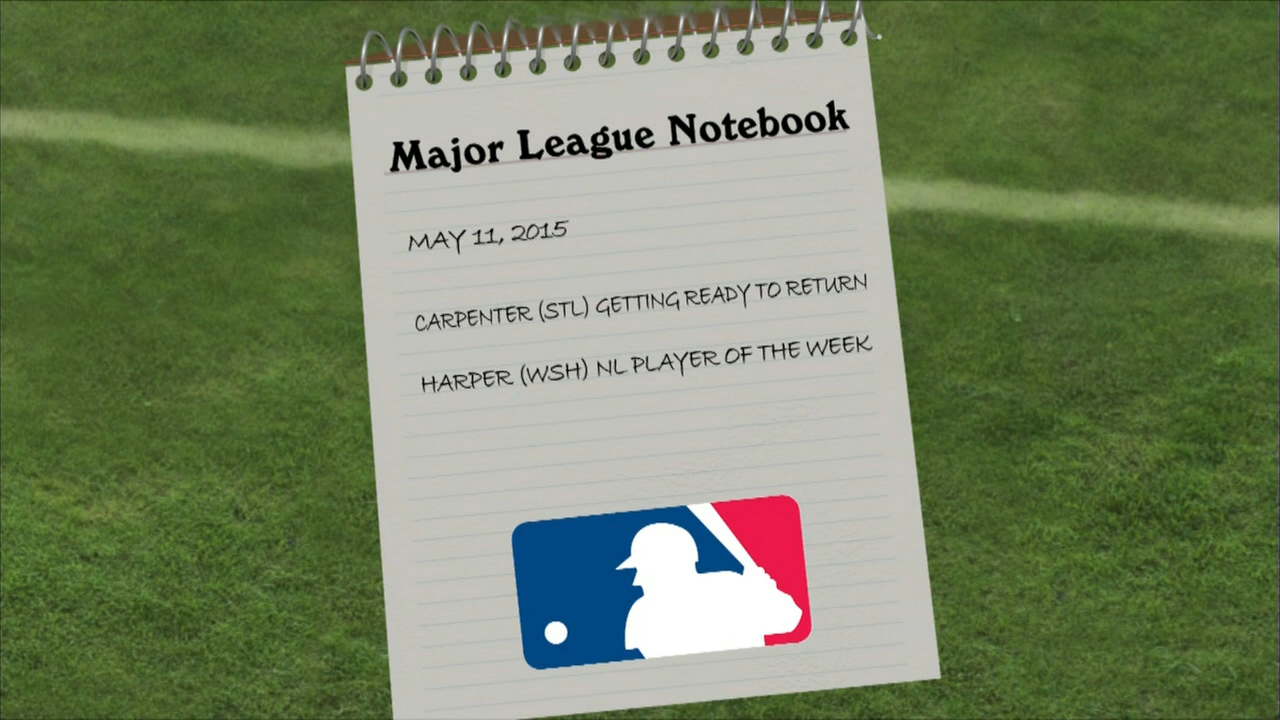 Major League Notebook
MAY 11, 2015
CARPENTER (STL) GETTING READY TO RETURN
HARPER (WSH) NL PLAYER OF THE WEEK